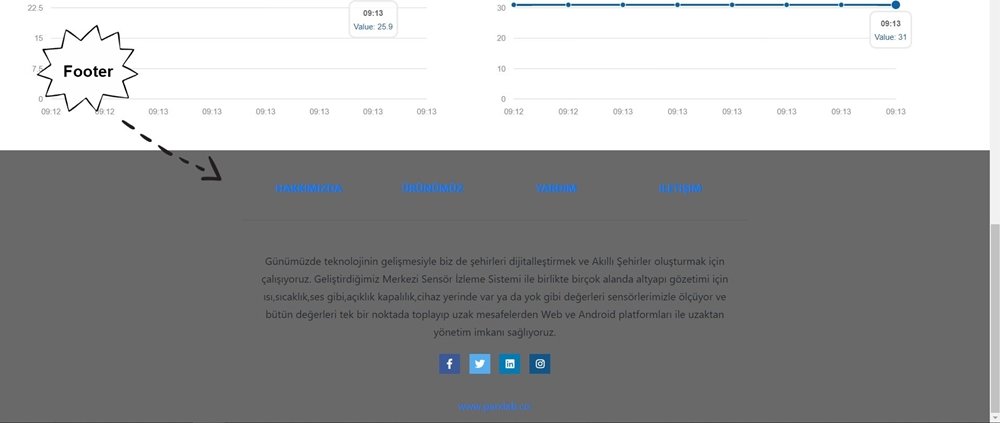 22.5
15
7.5
0
09:12 09:12 09:13 09:13 09:13 09:13 09:13 09:13
09:13
Value: 25.9
30
20
10
0
09:12 09:12 09:13 09:13 09:13 09:13 09:13 09:13
09:13
Value: 31
Footer
HAKKIMIZDA ÜRÜNÜMÜZ YARDIM İLETİŞİM
Günümüzde teknolojinin gelişmesiyle biz de şehirleri dijitalleştirmek ve Akıllı Şehirler oluşturmak için
çalışıyoruz. Geliştirdiğimiz Merkezi Sensör İzleme Sistemi ile birlikte birçok alanda altyapı gözetimi için
ısı,sıcaklık,ses gibi,açıklık kapalılık,cihaz yerinde var ya da yok gibi değerleri sensörlerimizle ölçüyor ve
bütün değerleri tek bir noktada toplayıp uzak mesafelerden Web ve Android platformları ile uzaktan
yönetim imkanı sağlıyoruz.